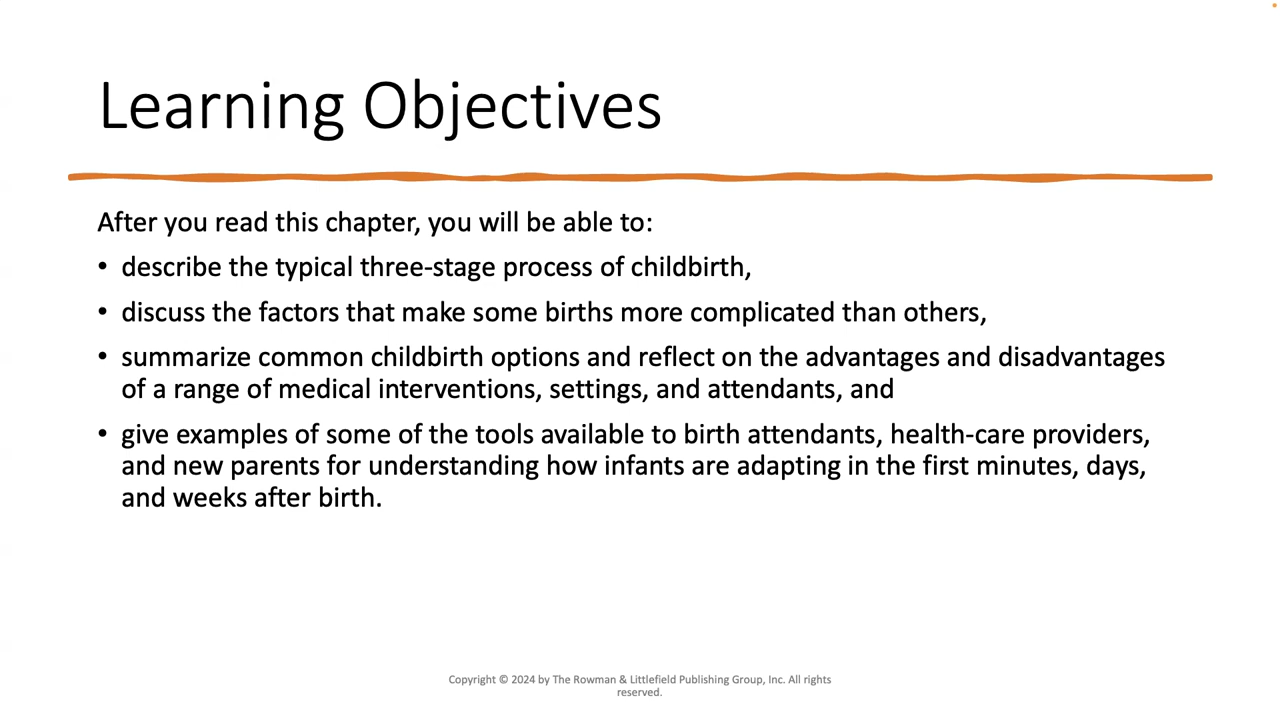 Learning Objectives
After you read this chapter, you will be able to:
• describe the typical three-stage process of childbirth,
• discuss the factors that make some births more complicated than others,
• summarize common childbirth options and reflect on the advantages and disadvantages
of a range of medical interventions, settings, and attendants, and
• give examples of some of the tools available to birth attendants, health-care providers,
and new parents for understanding how infants are adapting in the first minutes, days,
and weeks after birth.
Copyright © 2024 by The Rowman & Littlefield Publishing Group, Inc. All rights
reserved.